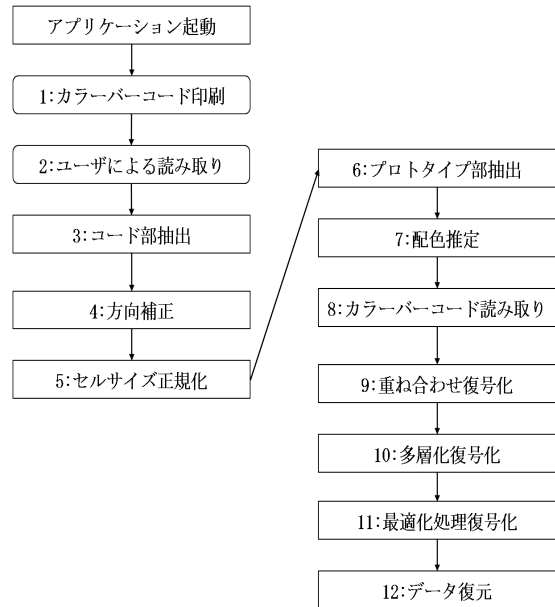 アプリケーション起動
1:カラーバーコード印刷
2:ユーザによる読み取り
3:コード部抽出
4:方向補正
5:セルサイズ正規化
6:プロトタイプ部抽出
7:配色推定
8:カラーバーコード読み取り
9:重ね合わせ復号化
10:多層化復号化
11:最適化処理復号化
12:データ復元